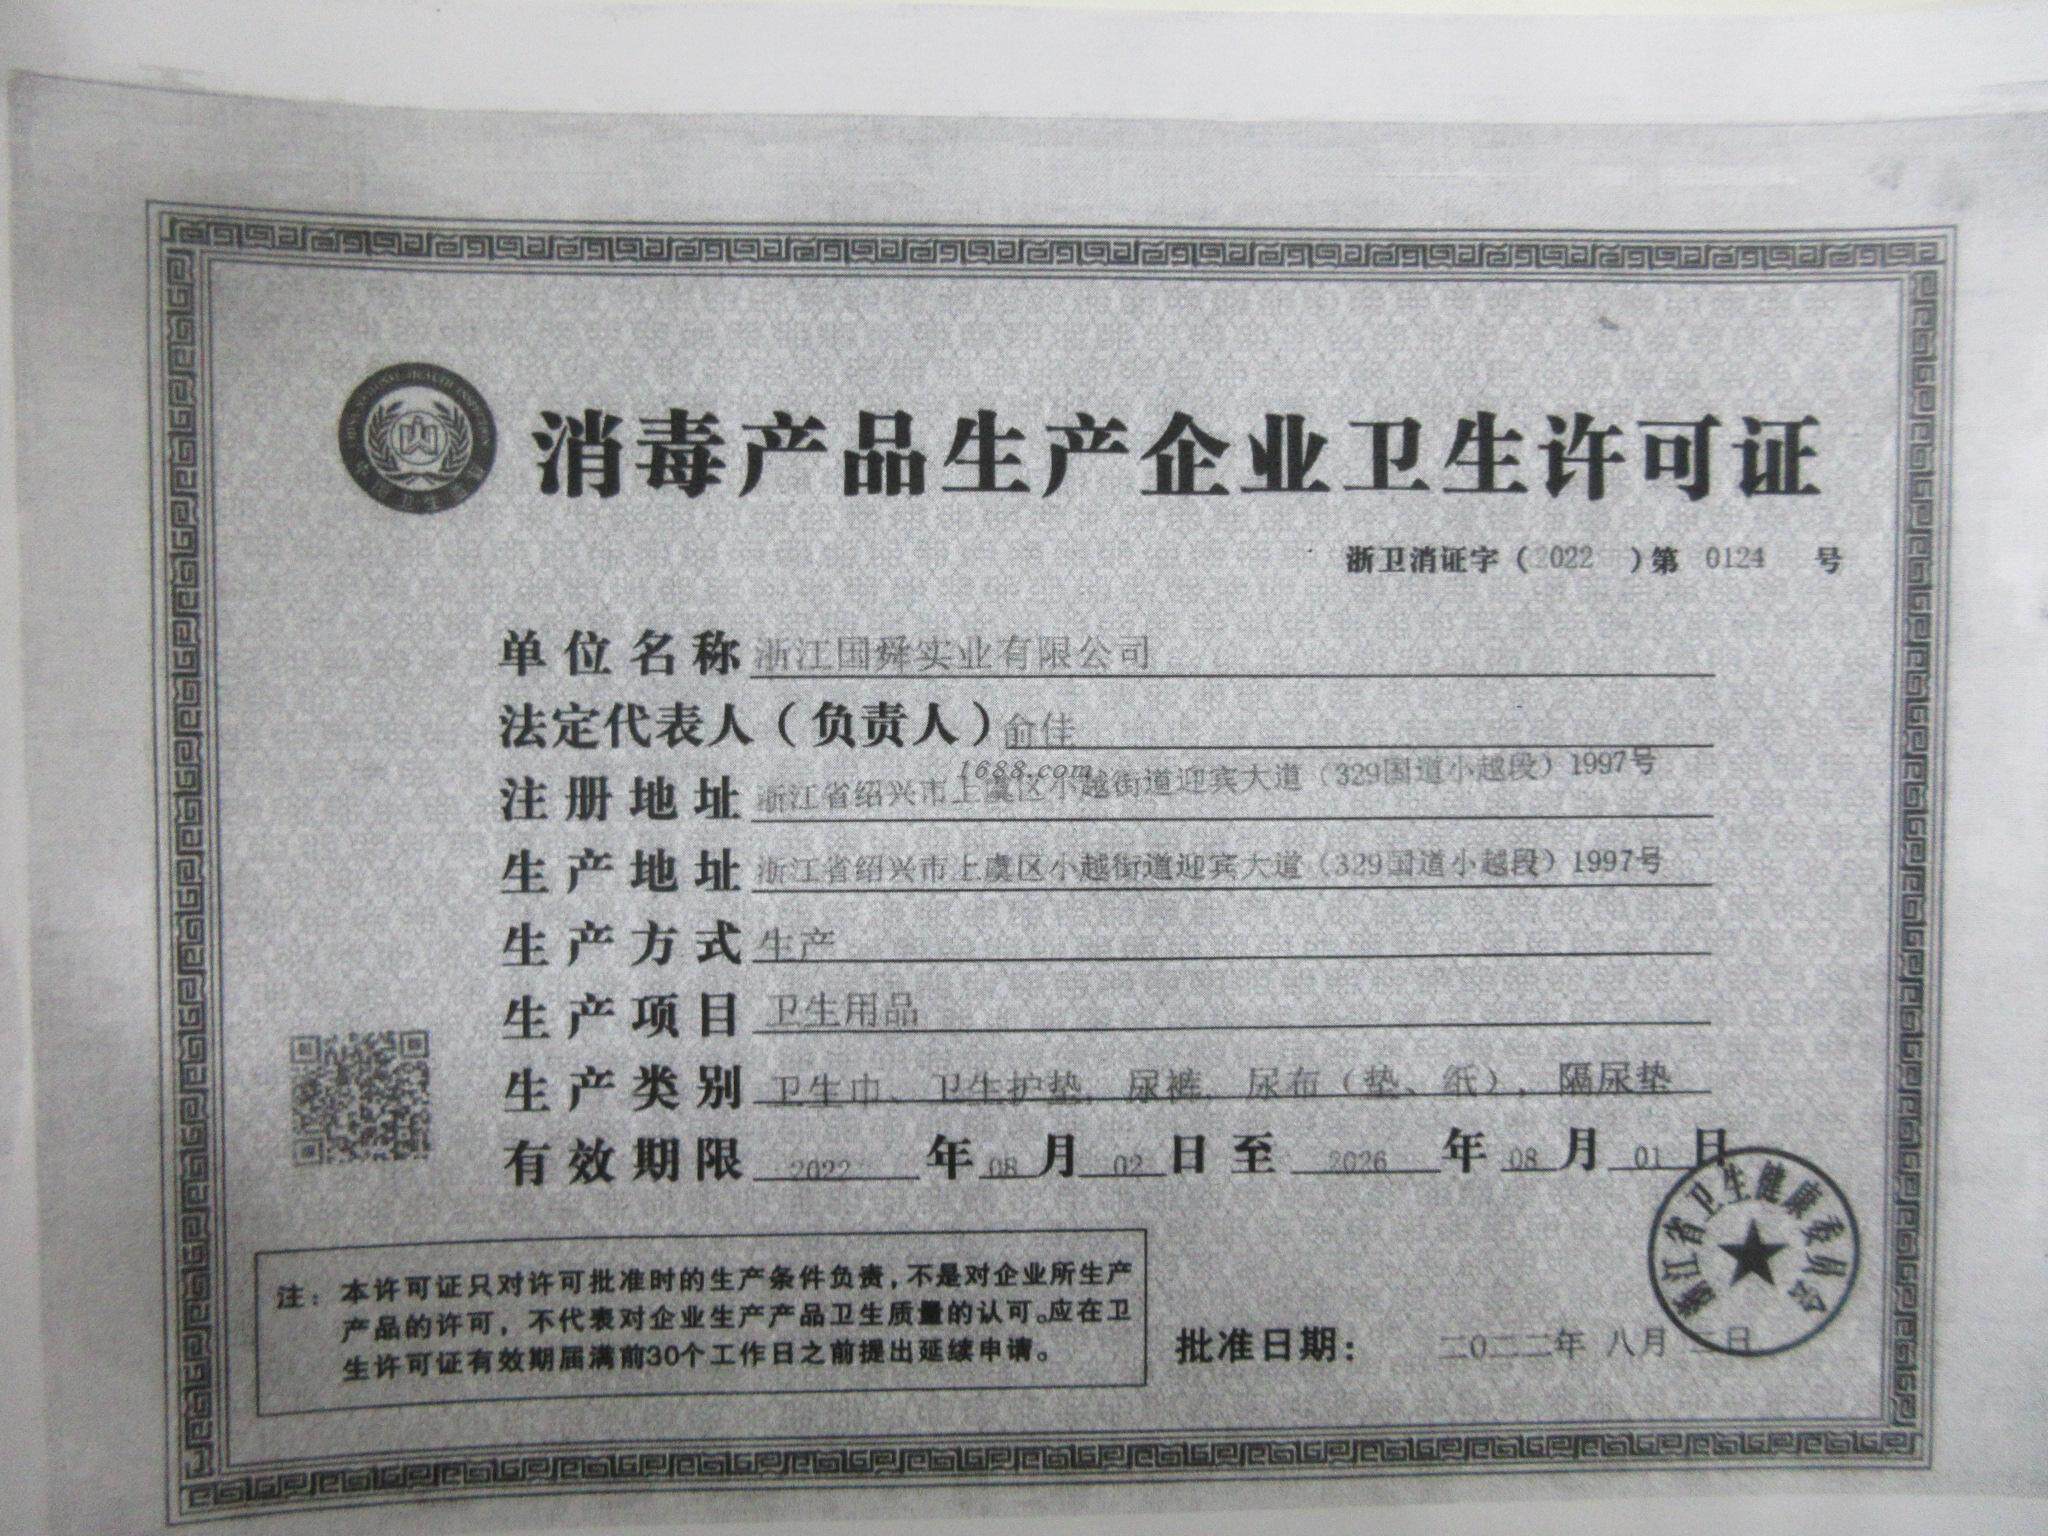 消毒产品生产企业卫生许可证
浙卫消证字（2022）第 0124 号
单位名称 浙江国舜实业有限公司
法定代表人（负责人）俞佳
1688.com
注册地址 浙江省绍兴市上虞区小越街道迎宾大道（329国道小越段）1997号
生产地址 浙江省绍兴市上虞区小越街道迎宾大道（329国道小越段）1997号
生产方式 生产
生产项目 卫生用品
生产类别 卫生巾、卫生护垫，尿裤，尿布（垫、纸），隔尿垫
有效期限 2022 年 08 月 02 日 至 2026 年 08 月 01 日
浙江省卫生健康委员会
注：本许可证只对许可批准时的生产条件负责，不是对企业所生产
产品的许可，不代表对企业生产产品卫生质量的认可。应在卫
生许可证有效期届满前30个工作日之前提出延续申请。
批准日期： 二〇二二年 八月 二日